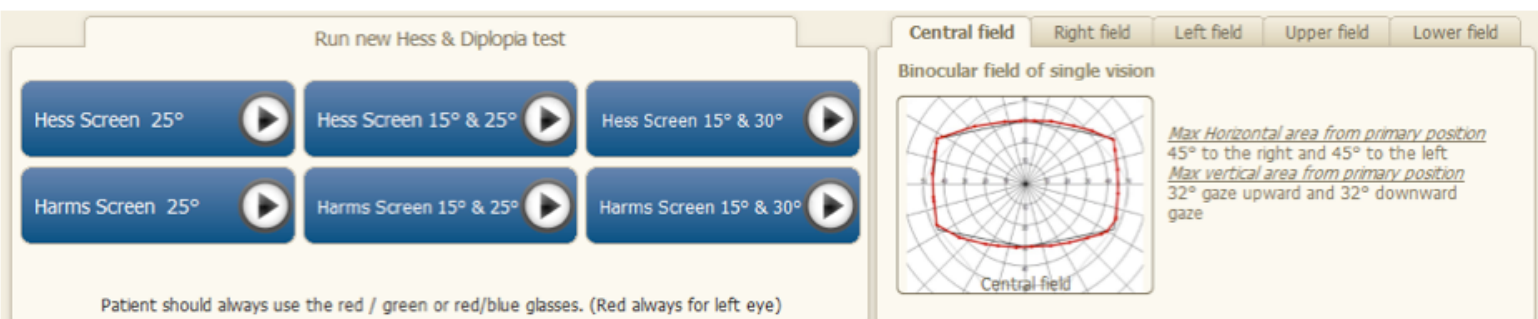 Run new Hess & Diplopia test
Hess Screen 25°
Hess Screen 15° & 25°
Hess Screen 15° & 30°
Harms Screen 25°
Harms Screen 15° & 25°
Harms Screen 15° & 30°
Patient should always use the red / green or red/blue glasses. (Red always for left eye)
Central field
Right field
Left field
Upper field
Lower field
Binocular field of single vision
Central field
Max Horizontal area from primary position
45° to the right and 45° to the left
Max vertical area from primary position
32° gaze upward and 32° downward
gaze